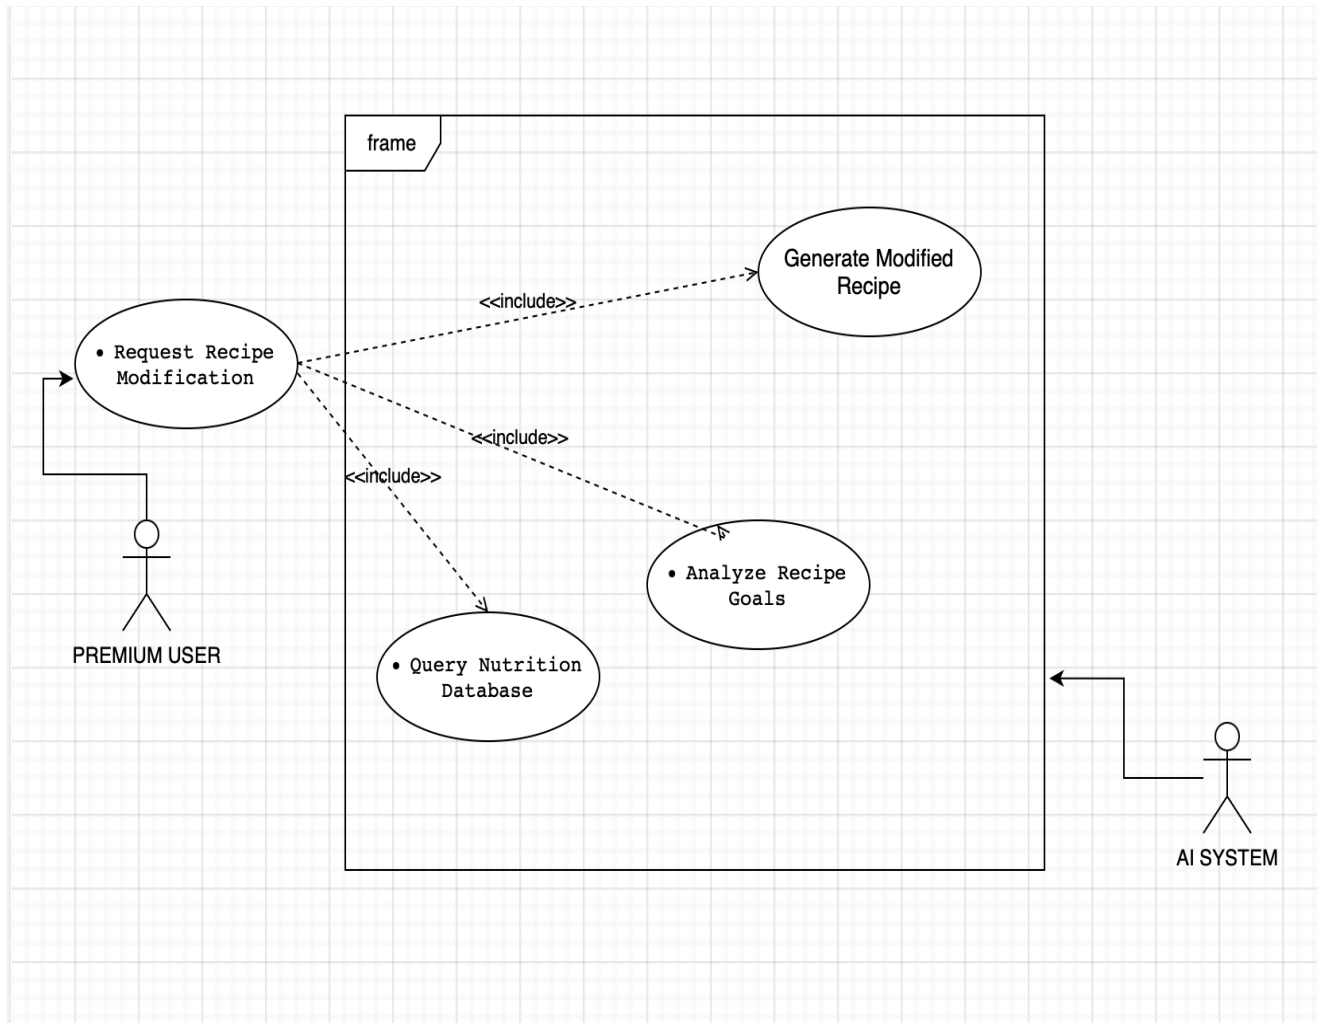 frame
Generate Modified
Recipe
<<include>>
• Request Recipe
Modification
<<include>>
<<include>>
• Analyze Recipe
Goals
PREMIUM USER
• Query Nutrition
Database
AI SYSTEM